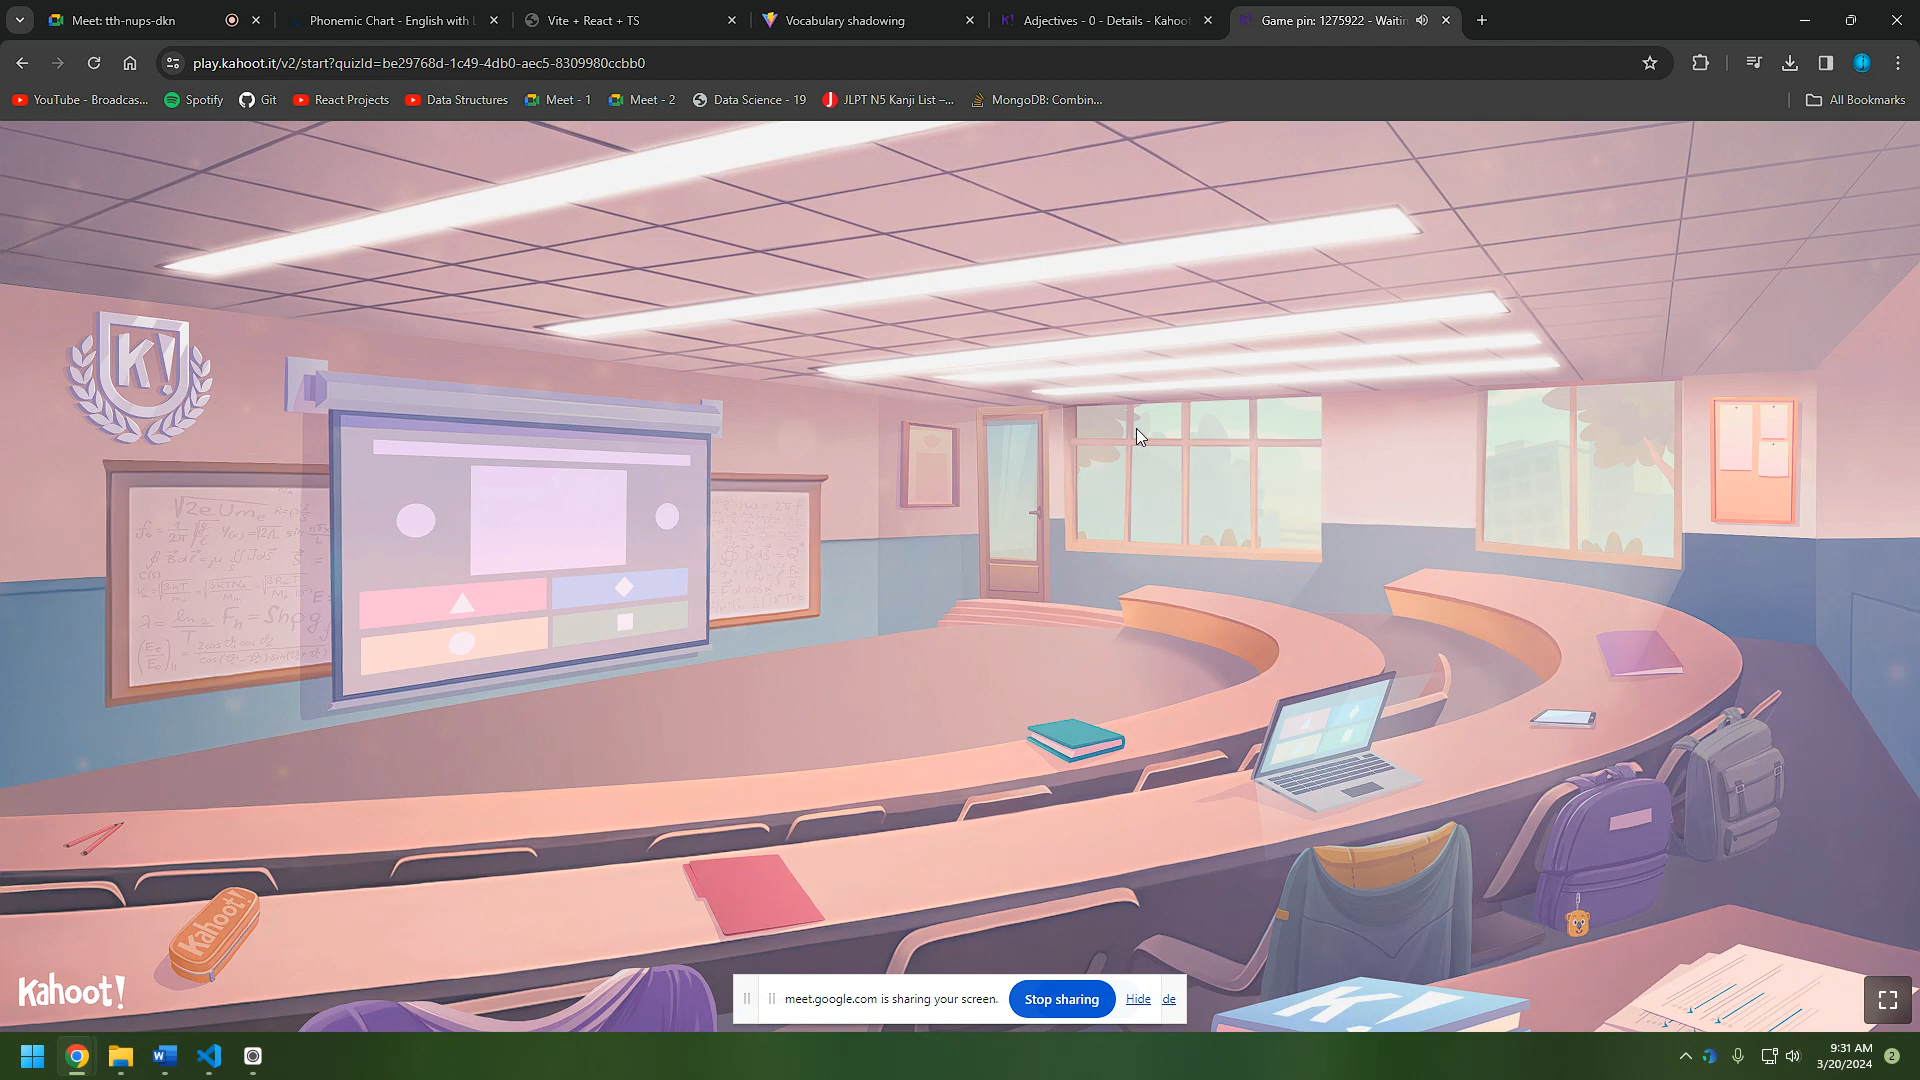 Meet: tth-nups-dkn
Phonemic Chart - English with
Vite + React + TS
Vocabulary shadowing
Adjectives - 0 - Details - Kahoot
Game pin: 1275922 - Waitin
play.kahoot.it/v2/start?quizId=be29768d-1c49-4db0-aec5-8309980ccbb0
YouTube - Broadcas...
Spotify
Git
React Projects
Data Structures
Meet - 1
Meet - 2
Data Science - 19
JLPT N5 Kanji List –...
MongoDB: Combin...
All Bookmarks
K!
Kahoot!
Kahoot!
K!
meet.google.com is sharing your screen.
Stop sharing
Hide
de
9:31 AM
3/20/2024
2